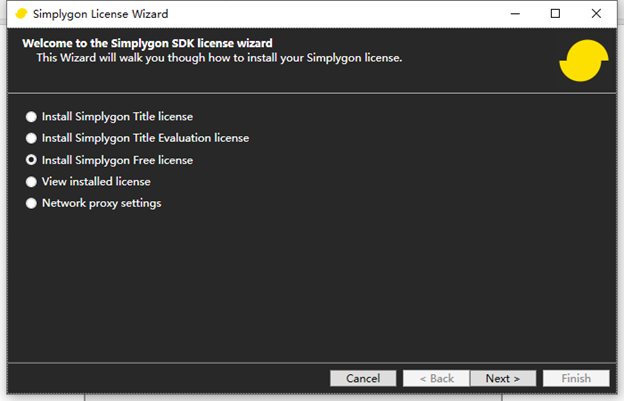 Simplygon License Wizard
Welcome to the Simplygon SDK license wizard
This Wizard will walk you though how to install your Simplygon license.
Install Simplygon Title license
Install Simplygon Title Evaluation license
Install Simplygon Free license
View installed license
Network proxy settings
Cancel < Back Next > Finish